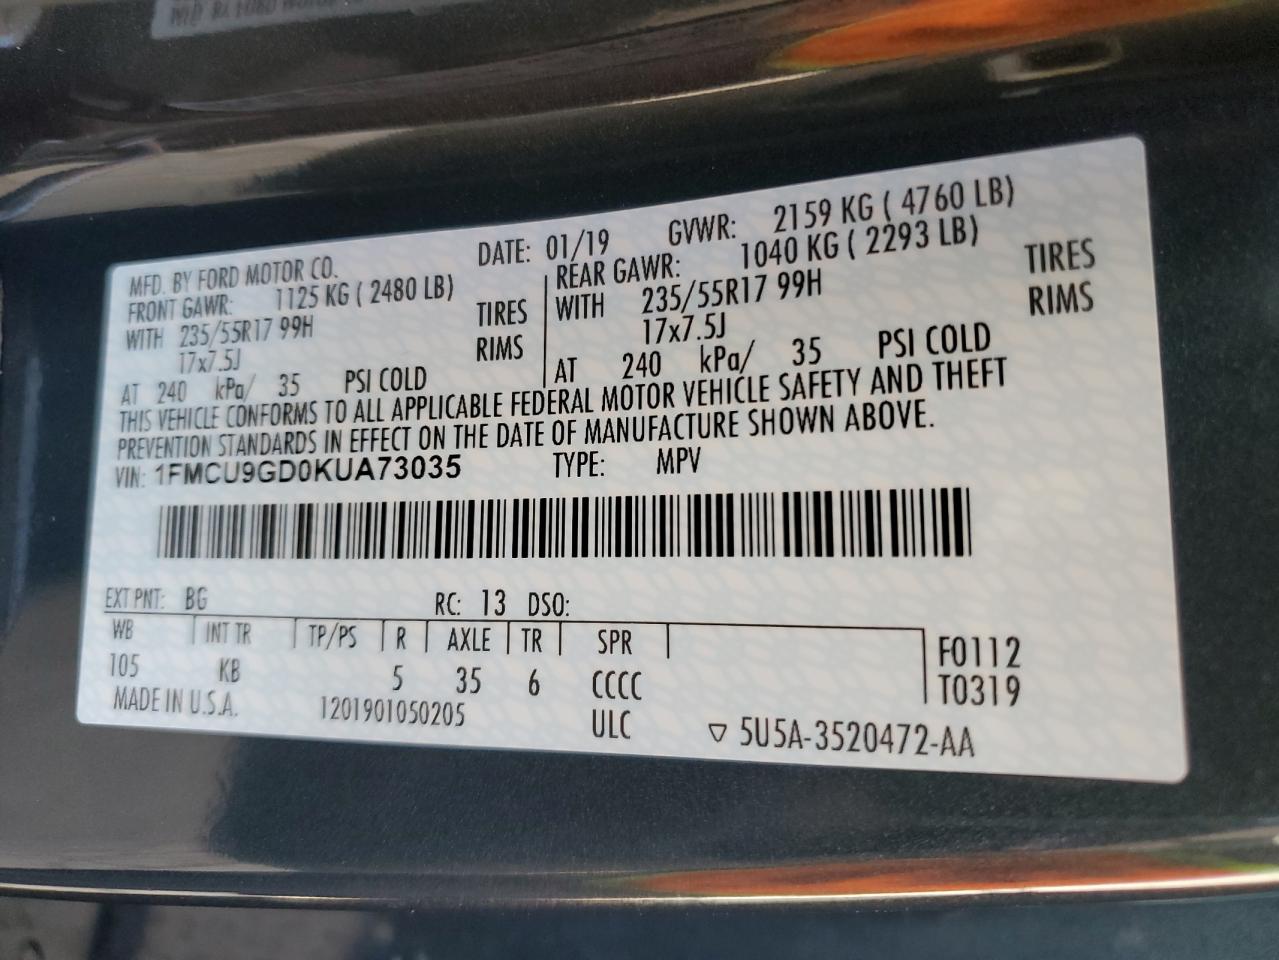 MFD. BY FORD MOTOR CO. DATE: 01/19 GVWR: 2159 KG ( 4760 LB)
FRONT GAWR: 1125 KG ( 2480 LB)
WITH 235/55R17 99H TIRES
17x7.5J RIMS
AT 240 kPa/ 35 PSI COLD
REAR GAWR: 1040 KG ( 2293 LB)
WITH 235/55R17 99H TIRES
17x7.5J RIMS
AT 240 kPa/ 35 PSI COLD
THIS VEHICLE CONFORMS TO ALL APPLICABLE FEDERAL MOTOR VEHICLE SAFETY AND THEFT
PREVENTION STANDARDS IN EFFECT ON THE DATE OF MANUFACTURE SHOWN ABOVE.
VIN: 1FMCU9GD0KUA73035 TYPE: MPV
EXT PNT: BG RC: 13 DSO:
WB INT TR TP/PS R AXLE TR SPR F0112
105 KB 5 35 6 CCCC T0319
MADE IN U.S.A. 1201901050205 ULC ▽ 5U5A-3520472-AA